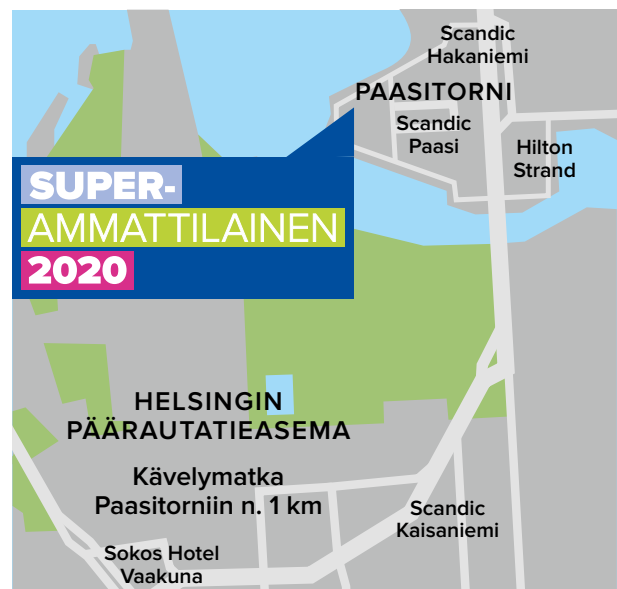 Scandic
Hakaniemi
PAASITORNI
Scandic
Paasi
Hilton
Strand
SUPER-
AMMATTILAINEN
2020
HELSINGIN
PÄÄRAUTATIEASEMA
Kävelymatka
Paasitorniin n. 1 km
Scandic
Kaisaniemi
Sokos Hotel
Vaakuna